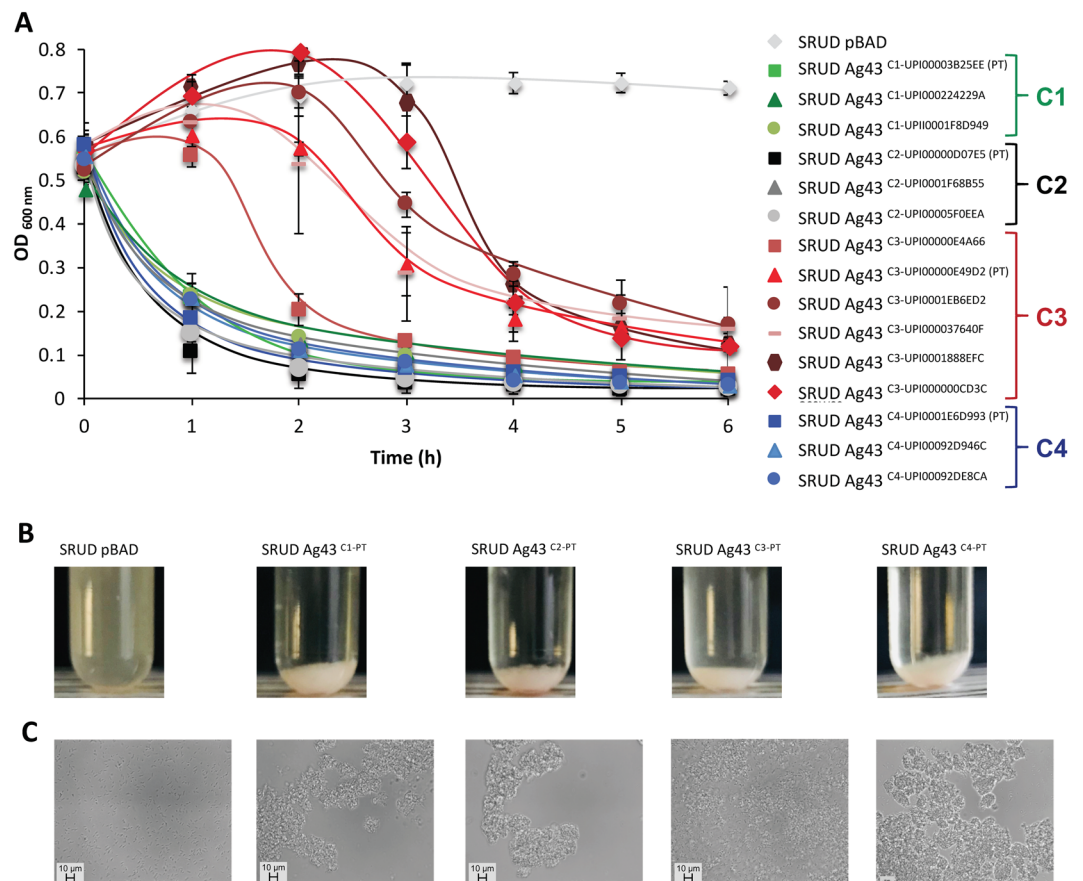 A
0.8
0.7
0.6
0.5
0.4
0.3
0.2
0.1
0
OD 600 nm
0 1 2 3 4 5 6
Time (h)
SRUD pBAD
SRUD Ag43 C1-UPI00003B25EE (PT)
SRUD Ag43 C1-UPI000224229A
SRUD Ag43 C1-UPII0001F8D949
SRUD Ag43 C2-UPI00000D07E5 (PT)
SRUD Ag43 C2-UPI0001F68B55
SRUD Ag43 C2-UPI00005F0EEA
SRUD Ag43 C3-UPI00000E4A66
SRUD Ag43 C3-UPI00000E49D2 (PT)
SRUD Ag43 C3-UPI0001EB6ED2
SRUD Ag43 C3-UPI000037640F
SRUD Ag43 C3-UPI0001888EFC
SRUD Ag43 C3-UPI000000CD3C
SRUD Ag43 C4-UPI0001E6D993 (PT)
SRUD Ag43 C4-UPI00092D946C
SRUD Ag43 C4-UPI00092DE8CA
C1
C2
C3
C4
B
SRUD pBAD
SRUD Ag43 C1-PT
SRUD Ag43 C2-PT
SRUD Ag43 C3-PT
SRUD Ag43 C4-PT
C
10 µm
10 µm
10 µm
10 µm